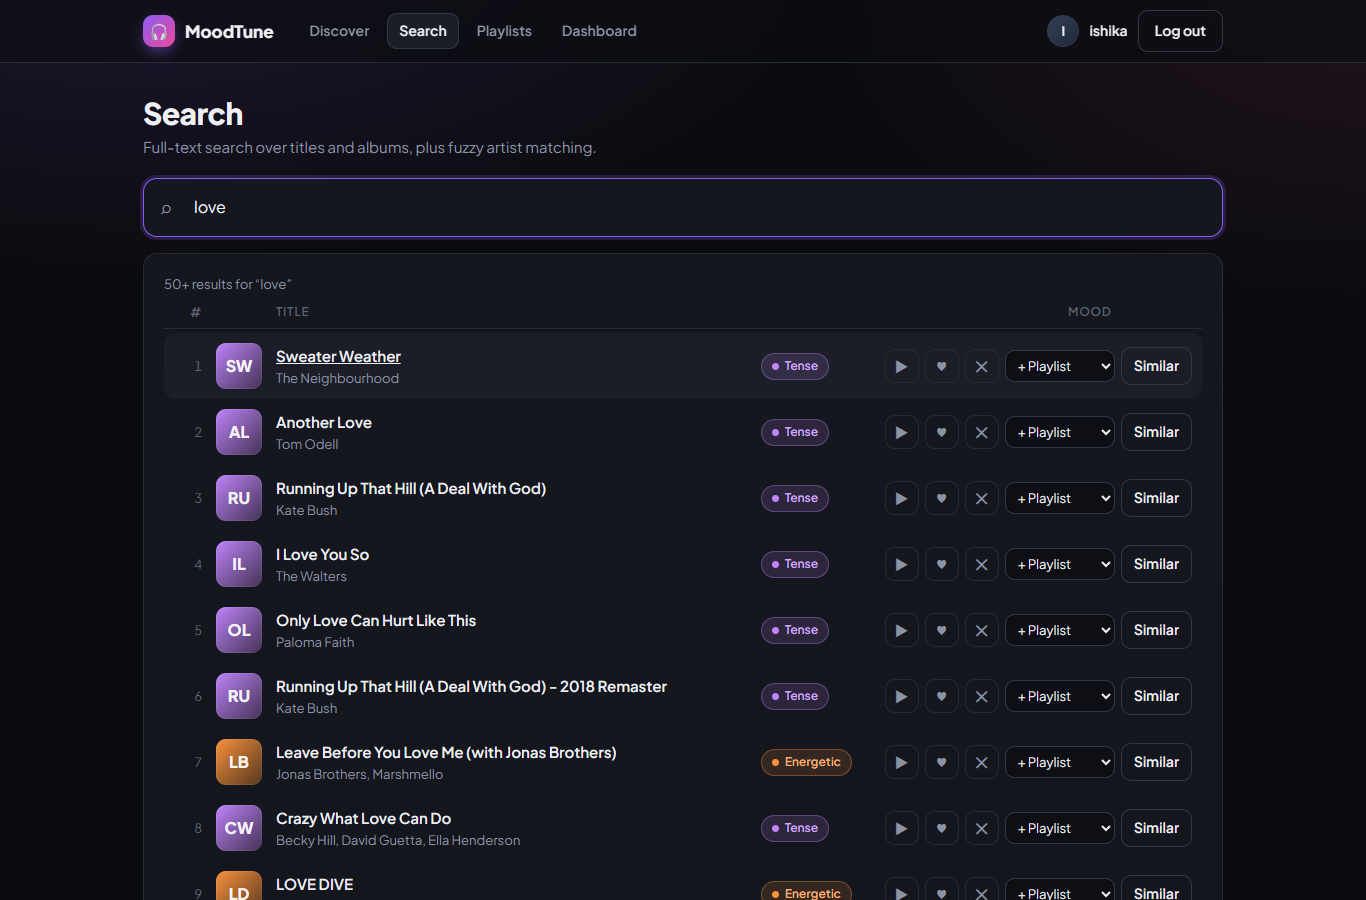 MoodTune Discover Search Playlists Dashboard I ishika Log out
Search
Full-text search over titles and albums, plus fuzzy artist matching.
love
50+ results for “love”
# TITLE MOOD
1 SW Sweater Weather Tense + Playlist Similar
The Neighbourhood
2 AL Another Love Tense + Playlist Similar
Tom Odell
3 RU Running Up That Hill (A Deal With God) Tense + Playlist Similar
Kate Bush
4 IL I Love You So Tense + Playlist Similar
The Walters
5 OL Only Love Can Hurt Like This Tense + Playlist Similar
Paloma Faith
6 RU Running Up That Hill (A Deal With God) - 2018 Remaster Tense + Playlist Similar
Kate Bush
7 LB Leave Before You Love Me (with Jonas Brothers) Energetic + Playlist Similar
Jonas Brothers, Marshmello
8 CW Crazy What Love Can Do Tense + Playlist Similar
Becky Hill, David Guetta, Ella Henderson
9 LD LOVE DIVE Energetic + Playlist Similar